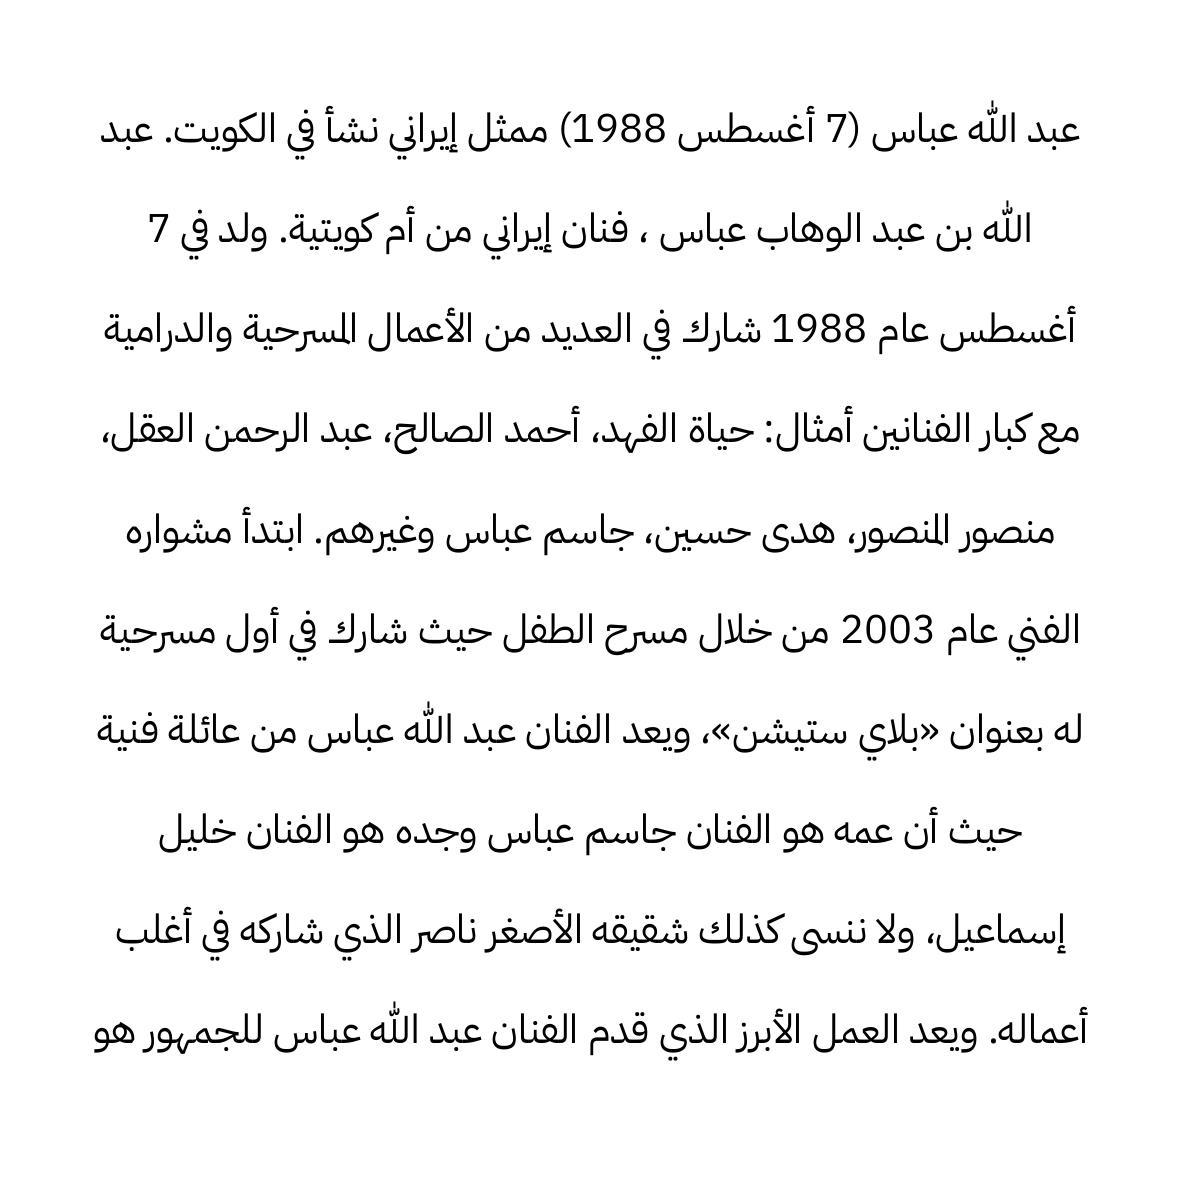 عبد الله عباس (7 أغسطس 1988) ممثل إيراني نشأ في الكويت. عبد
الله بن عبد الوهاب عباس ، فنان إيراني من أم كويتية. ولد في 7
أغسطس عام 1988 شارك في العديد من الأعمال المسرحية والدرامية
مع كبار الفنانين أمثال: حياة الفهد، أحمد الصالح، عبد الرحمن العقل،
منصور المنصور، هدى حسين، جاسم عباس وغيرهم. ابتدأ مشواره
الفني عام 2003 من خلال مسرح الطفل حيث شارك في أول مسرحية
له بعنوان «بلاي ستيشن»، ويعد الفنان عبد الله عباس من عائلة فنية
حيث أن عمه هو الفنان جاسم عباس وجده هو الفنان خليل
إسماعيل، ولا ننسى كذلك شقيقه الأصغر ناصر الذي شاركه في أغلب
أعماله. ويعد العمل الأبرز الذي قدم الفنان عبد الله عباس للجمهور هو